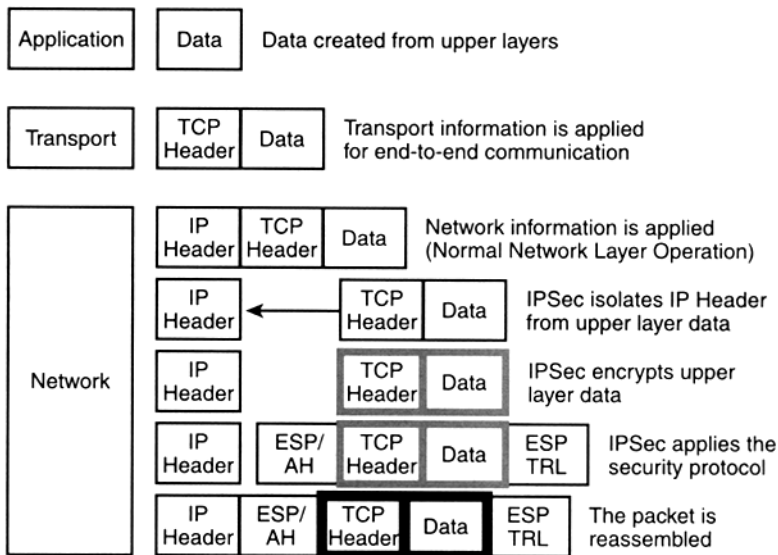 Application
Data
Data created from upper layers
Transport
TCP
Header
Data
Transport information is applied
for end-to-end communication
Network
IP
Header
TCP
Header
Data
Network information is applied
(Normal Network Layer Operation)
IP
Header
TCP
Header
Data
IPSec isolates IP Header
from upper layer data
IP
Header
TCP
Header
Data
IPSec encrypts upper
layer data
IP
Header
ESP/
AH
TCP
Header
Data
ESP
TRL
IPSec applies the
security protocol
IP
Header
ESP/
AH
TCP
Header
Data
ESP
TRL
The packet is
reassembled